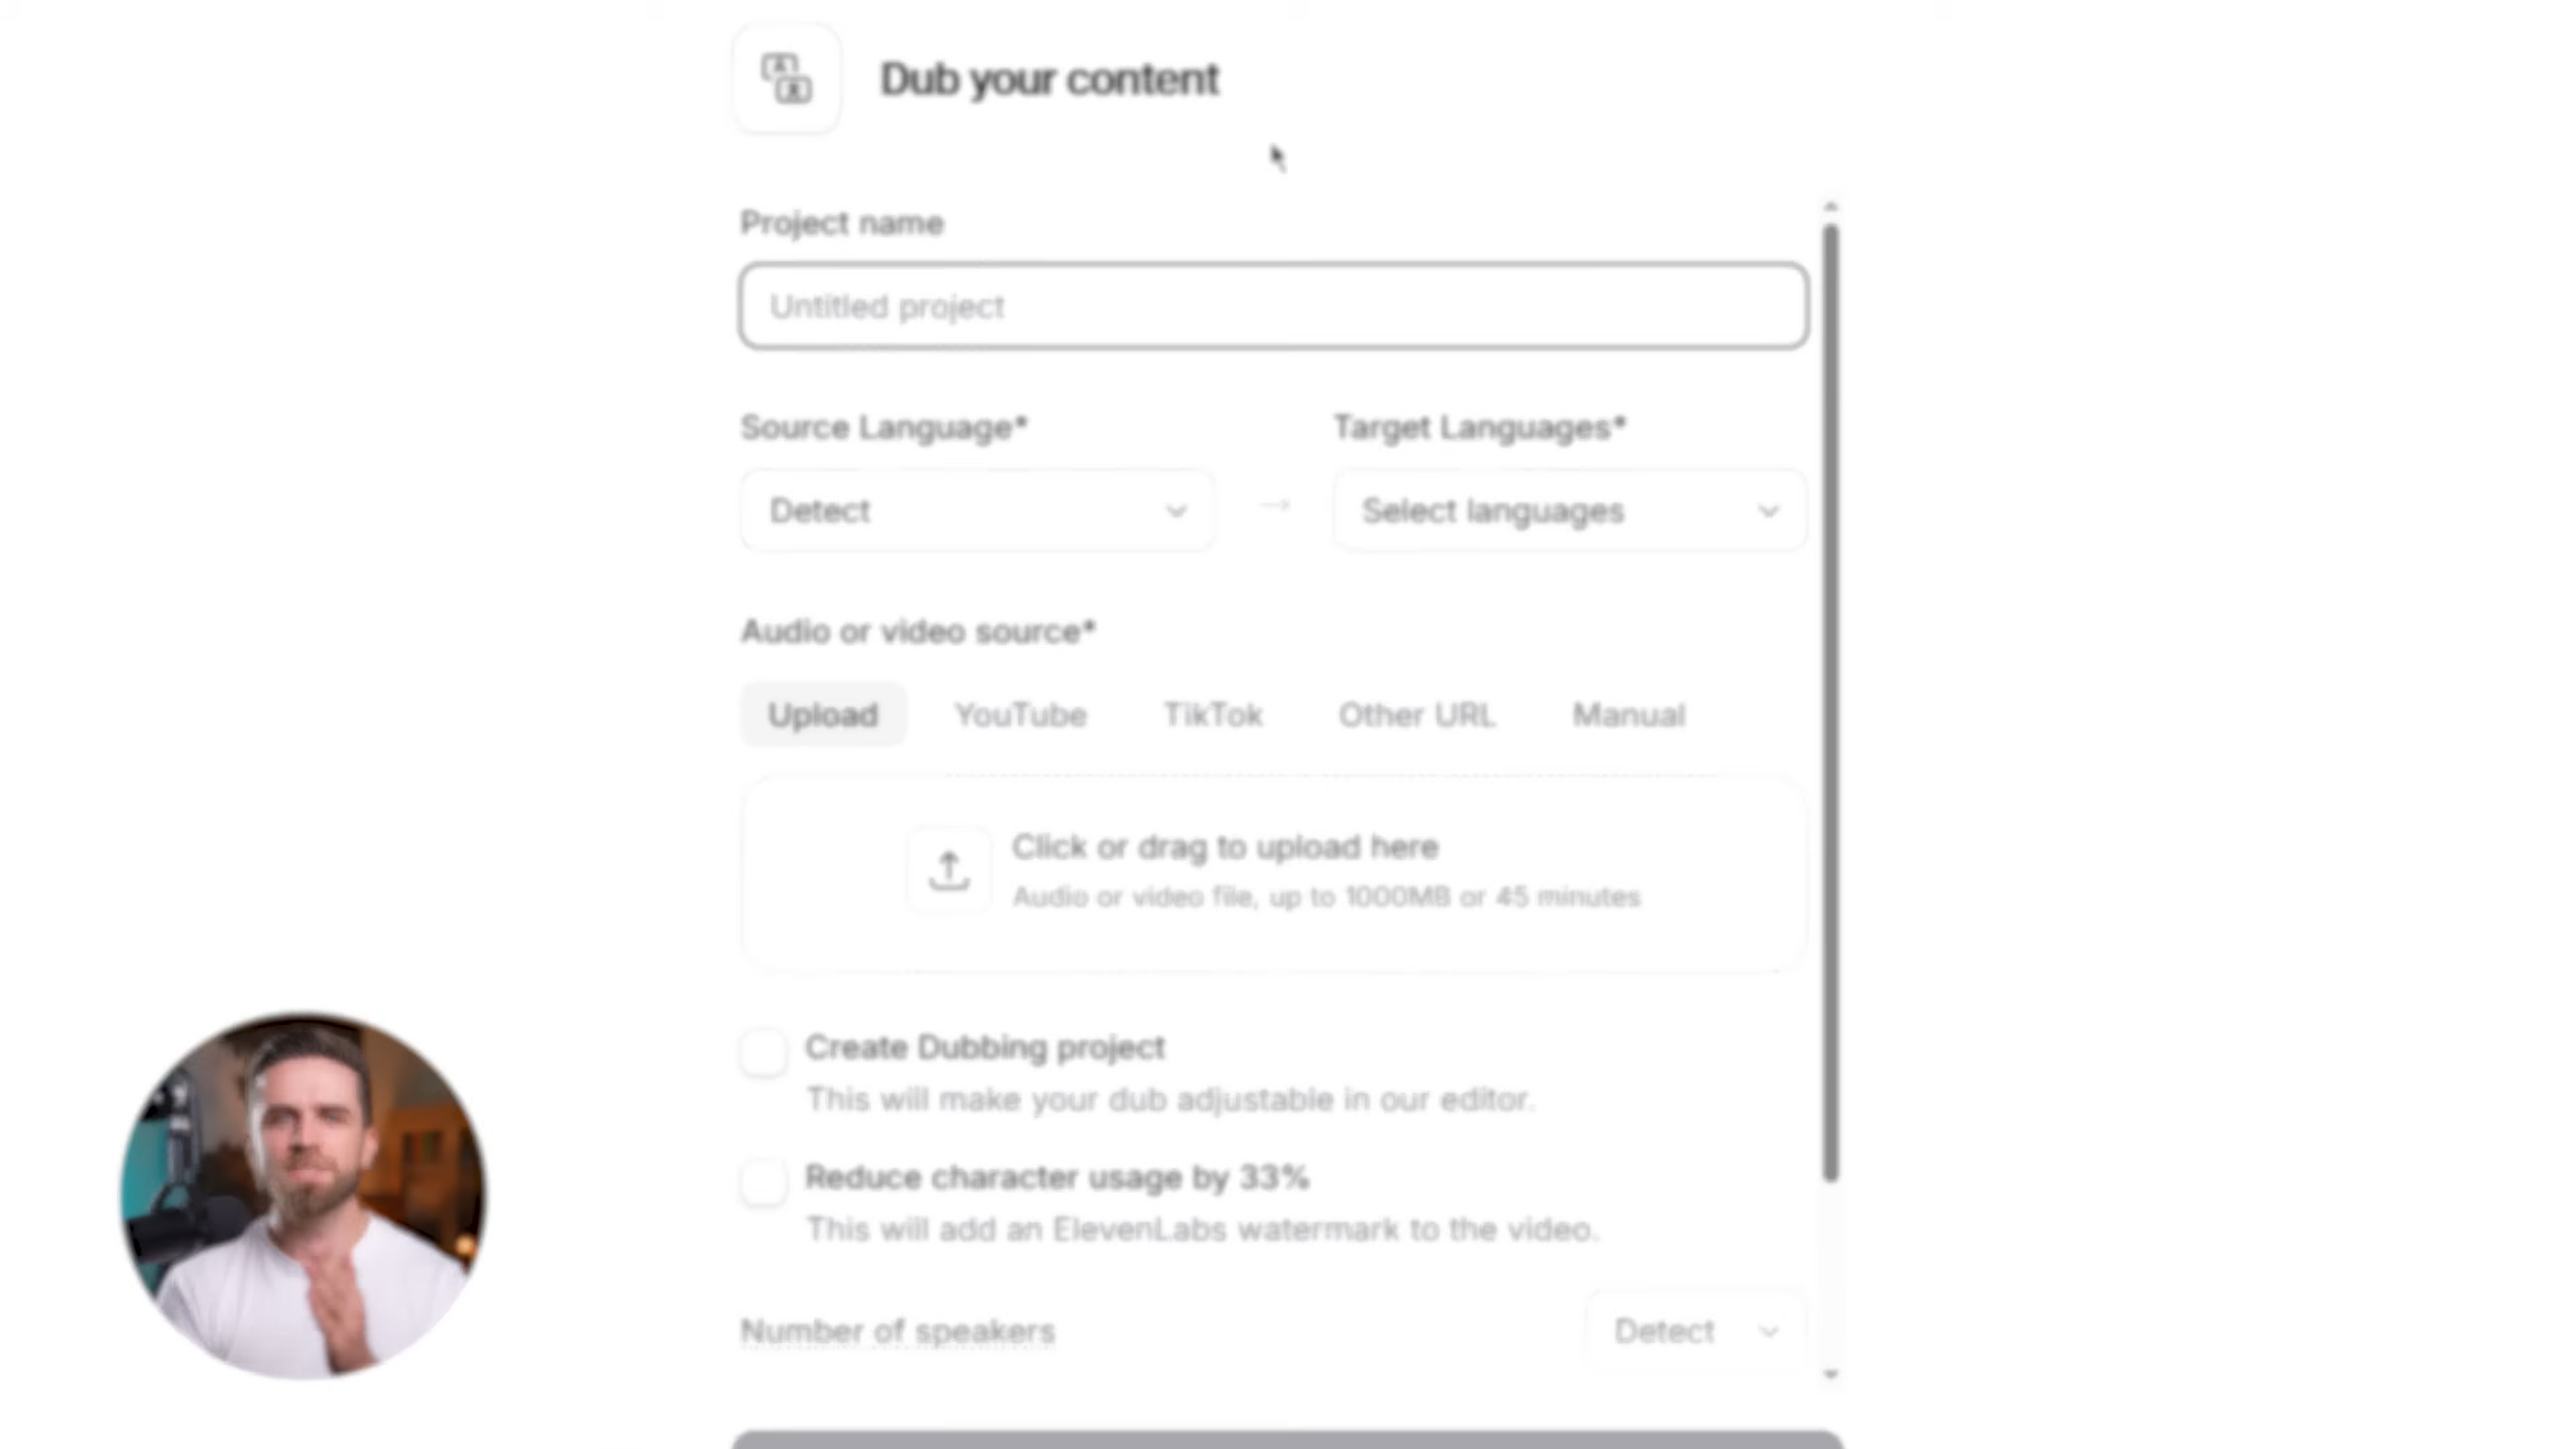 Dub your content
Project name
Untitled project
Source Language*
Target Languages*
Detect
Select languages
Audio or video source*
Upload
YouTube
TikTok
Other URL
Manual
Click or drag to upload here
Audio or video file, up to 1000MB or 45 minutes
Create Dubbing project
This will make your dub adjustable in our editor.
Reduce character usage by 33%
This will add an ElevenLabs watermark to the video.
Number of speakers
Detect